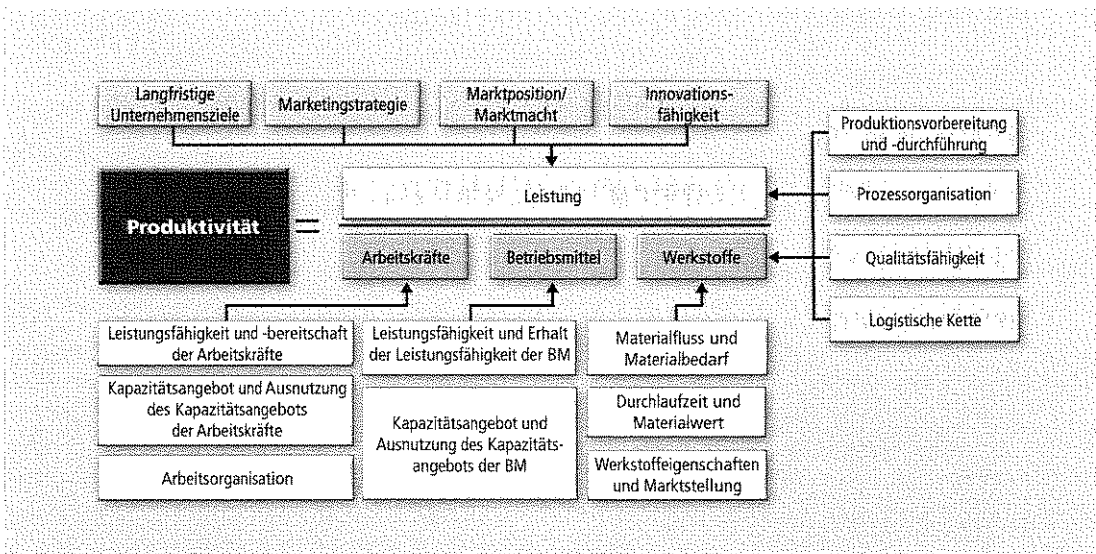 Langfristige
Unternehmensziele
Marketingstrategie
Marktposition/
Marktmacht
Innovations-
fähigkeit
Produktionsvorbereitung
und -durchführung
Prozessorganisation
Qualitätsfähigkeit
Logistische Kette
Produktivität
=
Leistung
Arbeitskräfte
Betriebsmittel
Werkstoffe
Leistungsfähigkeit und -bereitschaft
der Arbeitskräfte
Kapazitätsangebot und Ausnutzung
des Kapazitätsangebots
der Arbeitskräfte
Arbeitsorganisation
Leistungsfähigkeit und Erhalt
der Leistungsfähigkeit der BM
Kapazitätsangebot und
Ausnutzung des Kapazitäts-
angebots der BM
Materialfluss und
Materialbedarf
Durchlaufzeit und
Materialwert
Werkstoffeigenschaften
und Marktstellung